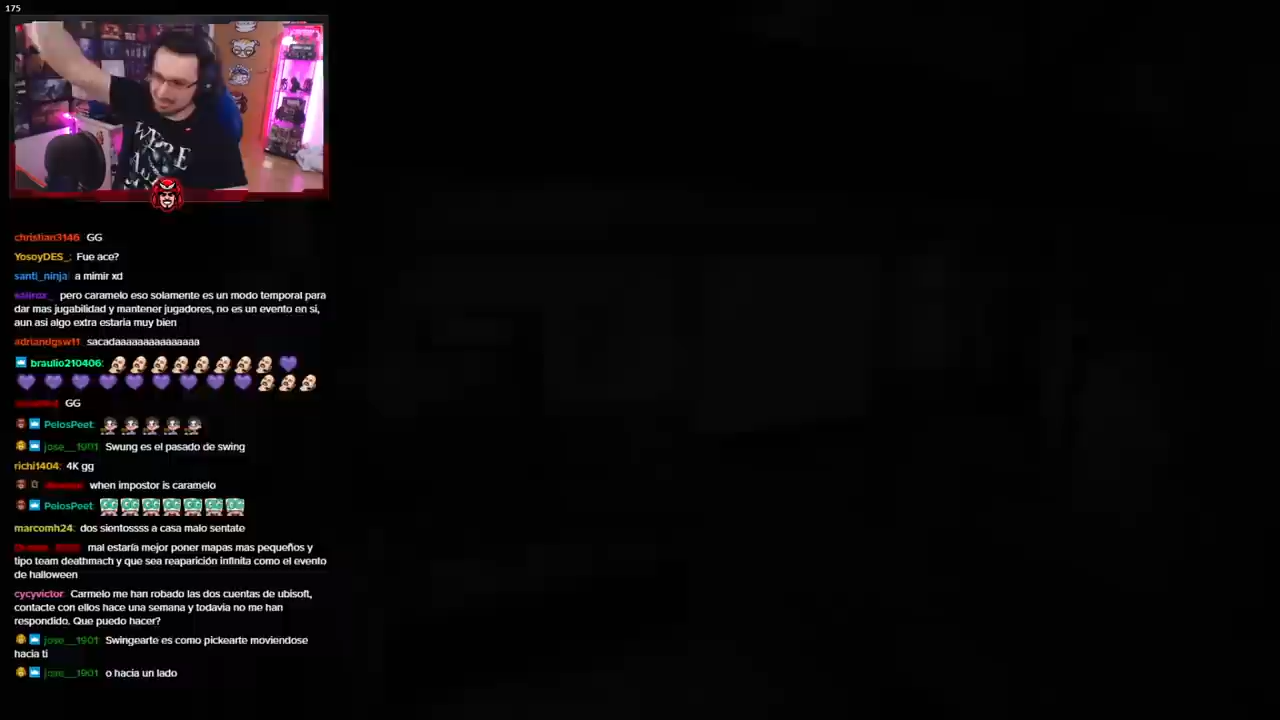 175
WE'RE
christian3146 GG
YosoyDES_: Fue ace?
santi_ninja: a mimir xd
pero caramelo eso solamente es un modo temporal para
dar mas jugabilidad y mantener jugadores, no es un evento en si,
aun asi algo extra estaria muy bien
adriandgsw11 sacadaaaaaaaaaaaaaaa
braulio210406:
GG
PelosPeet:
jose__1901 Swung es el pasado de swing
richi1404: 4K gg
when impostor is caramelo
PelosPeet:
marcomh24: dos sientossss a casa malo sentate
mal estaría mejor poner mapas mas pequeños y
tipo team deathmach y que sea reaparición infinita como el evento
de halloween
cycyvictor: Carmelo me han robado las dos cuentas de ubisoft,
contacte con ellos hace una semana y todavia no me han
respondido. Que puedo hacer?
jose__1901 Swingearte es como pickearte moviendose
hacia ti
jose__1901 o hacia un lado